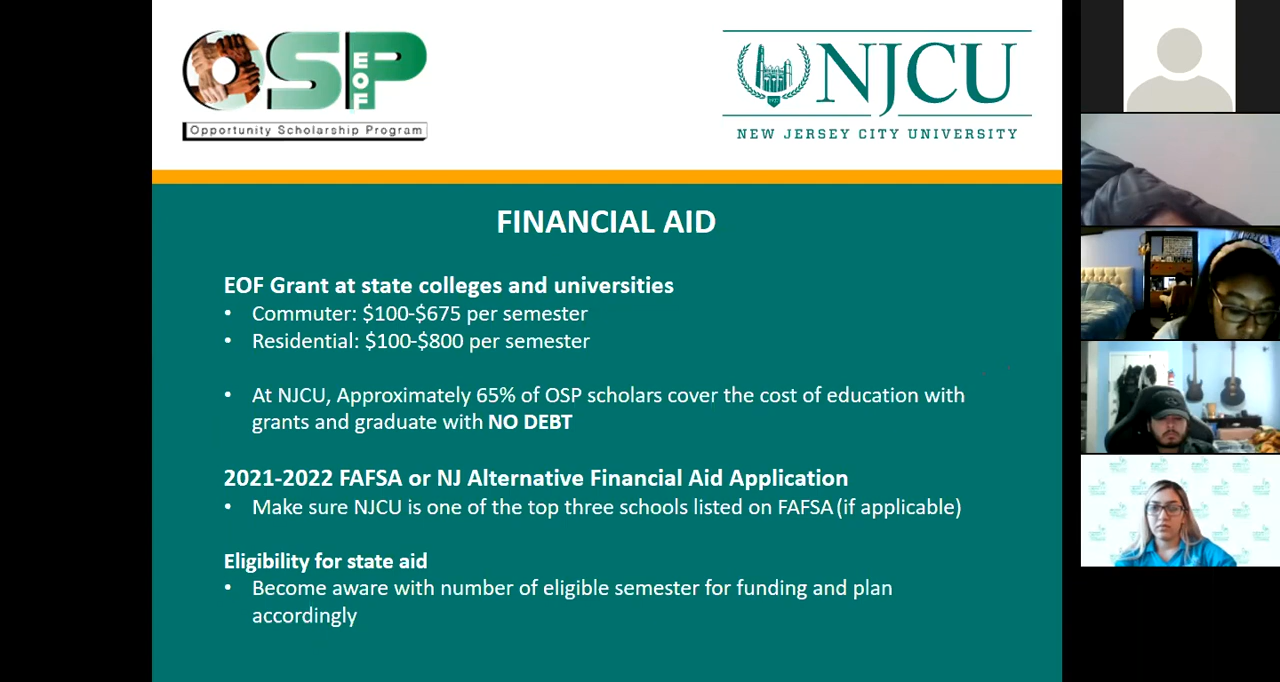 OSP
EOF
Opportunity Scholarship Program
NJCU
NEW JERSEY CITY UNIVERSITY
FINANCIAL AID
EOF Grant at state colleges and universities
• Commuter: $100-$675 per semester
• Residential: $100-$800 per semester
• At NJCU, Approximately 65% of OSP scholars cover the cost of education with
grants and graduate with NO DEBT
2021-2022 FAFSA or NJ Alternative Financial Aid Application
• Make sure NJCU is one of the top three schools listed on FAFSA (if applicable)
Eligibility for state aid
• Become aware with number of eligible semester for funding and plan
accordingly